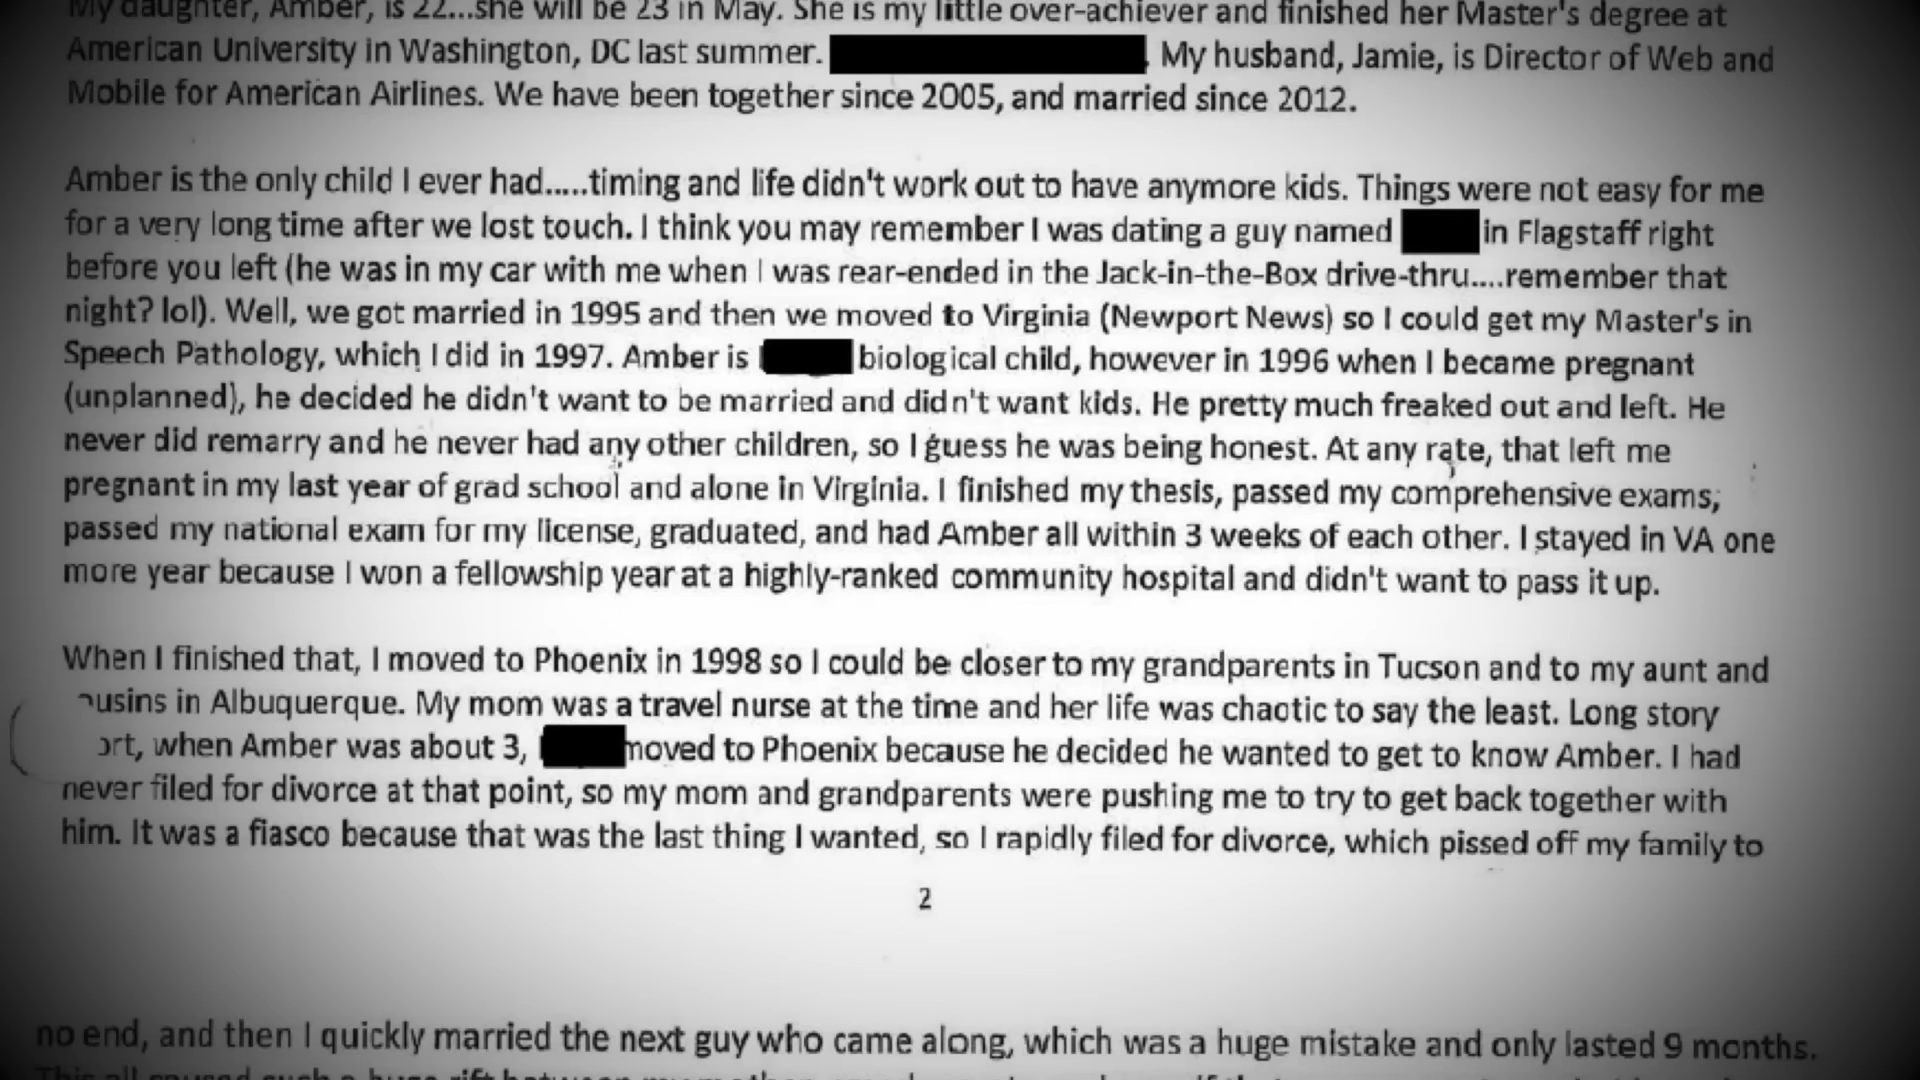 My daughter, Amber, is 22...she will be 23 in May. She is my little over-achiever and finished her Master's degree at
American University in Washington, DC last summer. . My husband, Jamie, is Director of Web and
Mobile for American Airlines. We have been together since 2005, and married since 2012.
Amber is the only child I ever had.....timing and life didn't work out to have anymore kids. Things were not easy for me
for a very long time after we lost touch. I think you may remember I was dating a guy named in Flagstaff right
before you left (he was in my car with me when I was rear-ended in the Jack-in-the-Box drive-thru....remember that
night? lol). Well, we got married in 1995 and then we moved to Virginia (Newport News) so I could get my Master's in
Speech Pathology, which I did in 1997. Amber is biological child, however in 1996 when I became pregnant
(unplanned), he decided he didn't want to be married and didn't want kids. He pretty much freaked out and left. He
never did remarry and he never had any other children, so I guess he was being honest. At any rate, that left me
pregnant in my last year of grad school and alone in Virginia. I finished my thesis, passed my comprehensive exams,
passed my national exam for my license, graduated, and had Amber all within 3 weeks of each other. I stayed in VA one
more year because I won a fellowship year at a highly-ranked community hospital and didn't want to pass it up.
When I finished that, I moved to Phoenix in 1998 so I could be closer to my grandparents in Tucson and to my aunt and
usins in Albuquerque. My mom was a travel nurse at the time and her life was chaotic to say the least. Long story
ort, when Amber was about 3, moved to Phoenix because he decided he wanted to get to know Amber. I had
never filed for divorce at that point, so my mom and grandparents were pushing me to try to get back together with
him. It was a fiasco because that was the last thing I wanted, so I rapidly filed for divorce, which pissed off my family to
2
no end, and then I quickly married the next guy who came along, which was a huge mistake and only lasted 9 months.